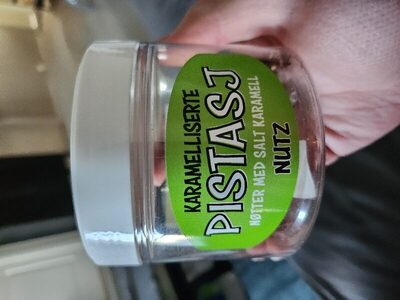 KARAMELLISERTE
PISTASJ
NØTTER MED SALT KARAMELL
NUTZ